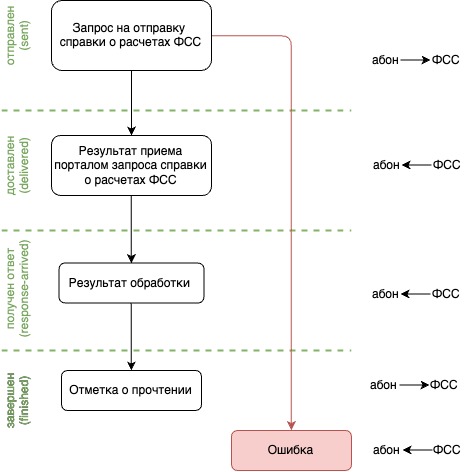 отправлен
(sent)
Запрос на отправку
справки о расчетах ФСС
абон
ФСС
доставлен
(delivered)
Результат приема
порталом запроса справки
о расчетах ФСС
абон
ФСС
получен ответ
(response-arrived)
Результат обработки
абон
ФСС
завершен
(finished)
Отметка о прочтении
абон
ФСС
Ошибка
абон
ФСС